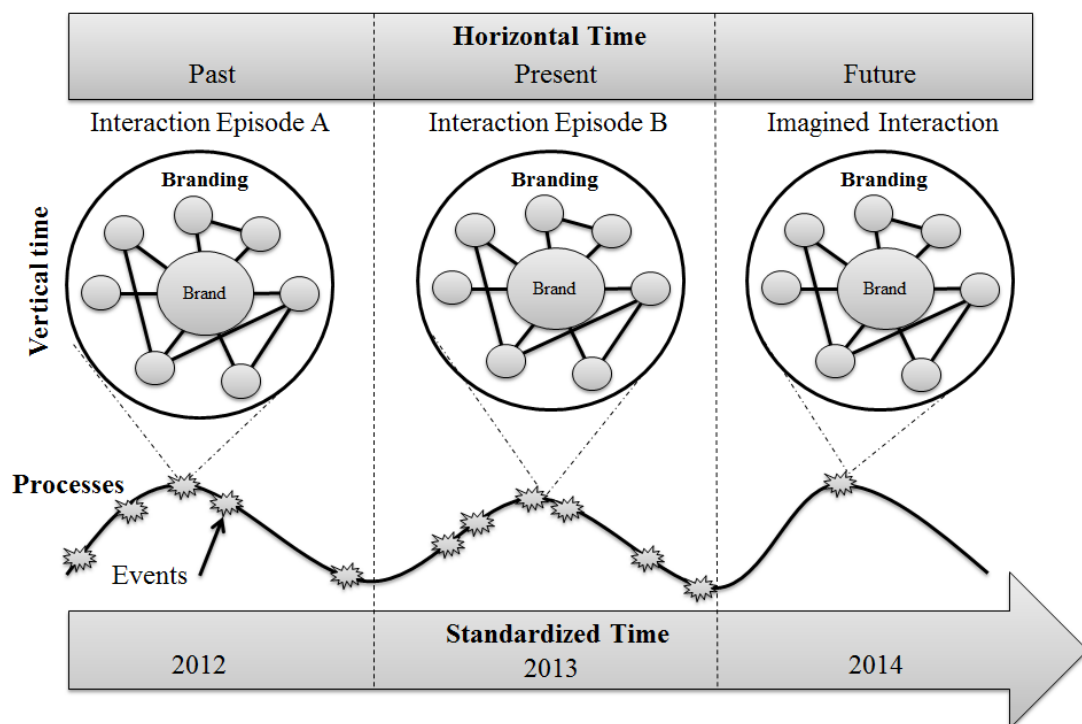 Horizontal Time
Past
Present
Future
Interaction Episode A
Interaction Episode B
Imagined Interaction
Vertical time
Branding
Branding
Branding
Brand
Brand
Brand
Processes
Events
Standardized Time
2012
2013
2014